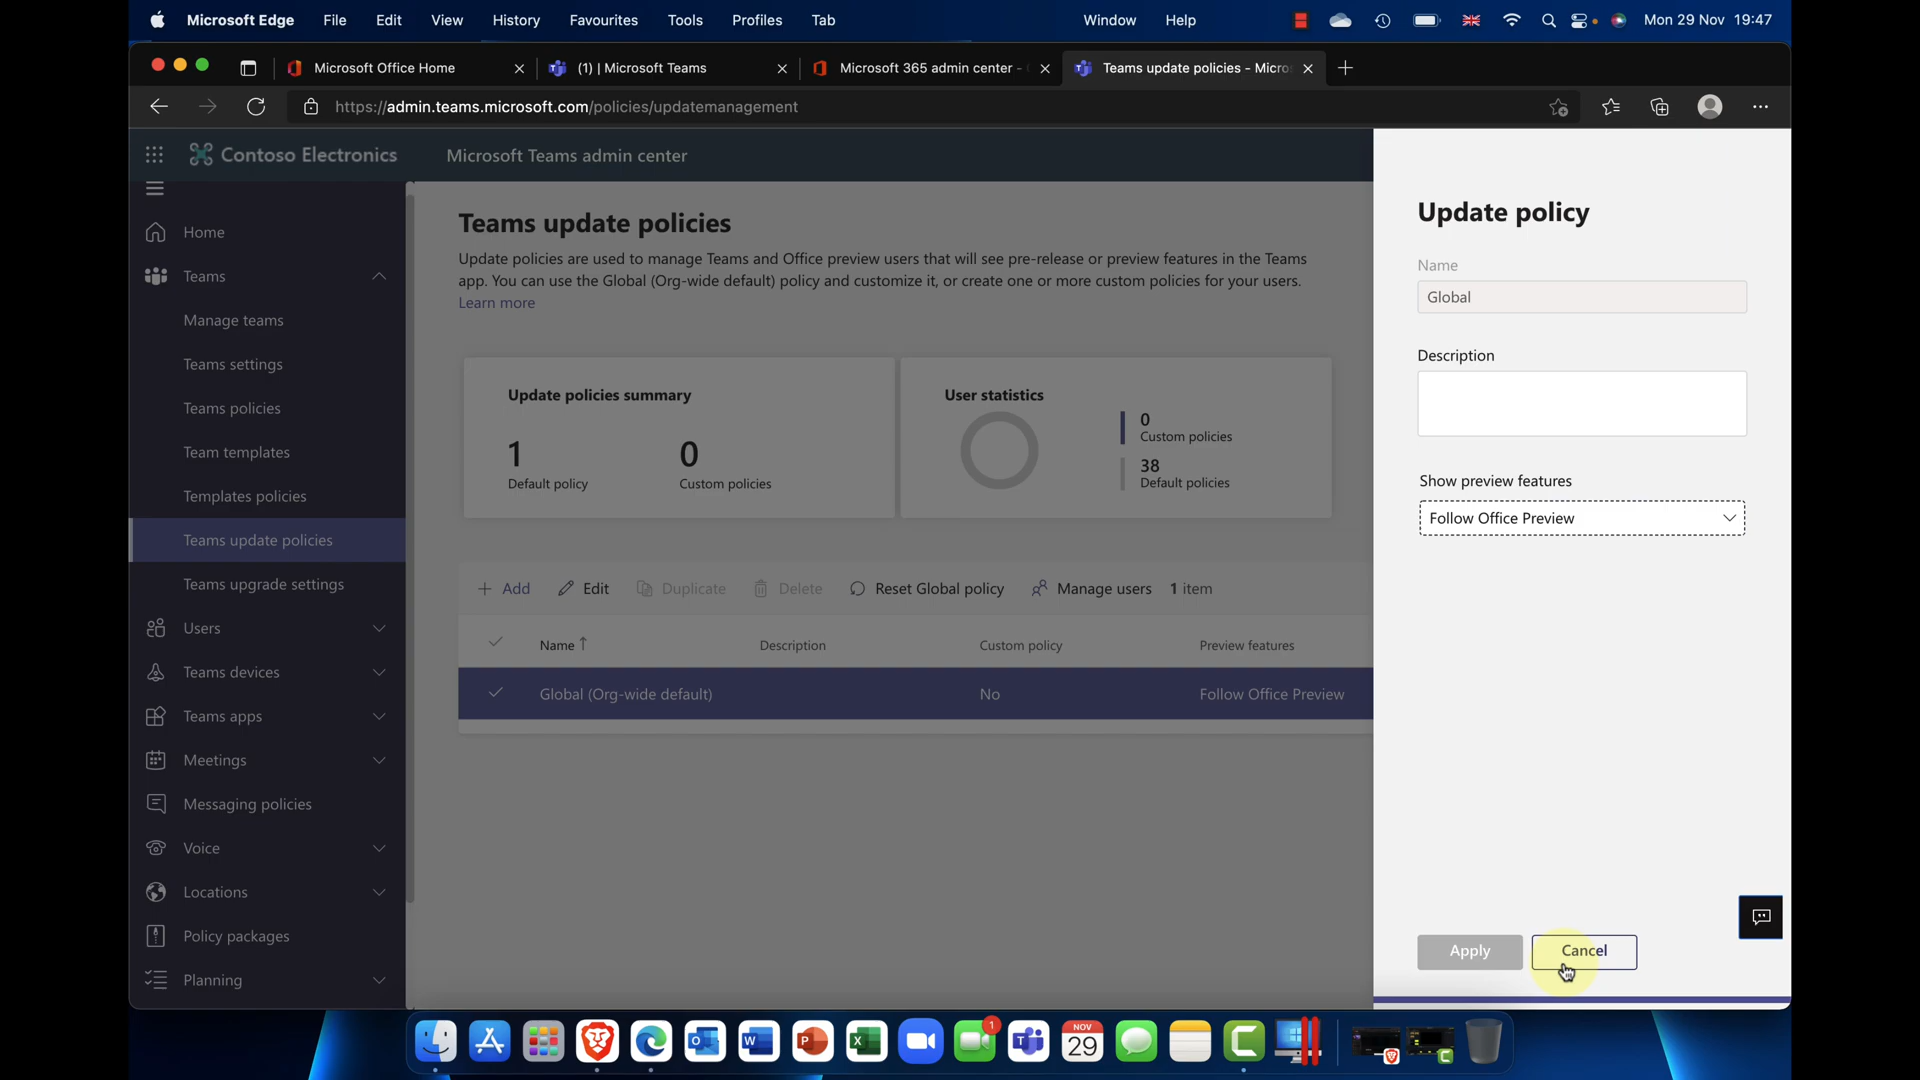 Microsoft Edge File Edit View History Favourites Tools Profiles Tab Window Help Mon 29 Nov 19:47
Microsoft Office Home
(1) | Microsoft Teams
Microsoft 365 admin center -
Teams update policies - Micro
https://admin.teams.microsoft.com/policies/updatemanagement
Contoso Electronics
Microsoft Teams admin center
Home
Teams
Manage teams
Teams settings
Teams policies
Team templates
Templates policies
Teams update policies
Teams upgrade settings
Users
Teams devices
Teams apps
Meetings
Messaging policies
Voice
Locations
Policy packages
Planning
Teams update policies
Update policies are used to manage Teams and Office preview users that will see pre-release or preview features in the Teams
app. You can use the Global (Org-wide default) policy and customize it, or create one or more custom policies for your users.
Learn more
Update policies summary
1
Default policy
0
Custom policies
User statistics
0
Custom policies
38
Default policies
Add Edit Duplicate Delete Reset Global policy Manage users 1 item
Name Description Custom policy Preview features
Global (Org-wide default) No Follow Office Preview
Update policy
Name
Global
Description
Show preview features
Follow Office Preview
Apply
Cancel
1
NOV
29